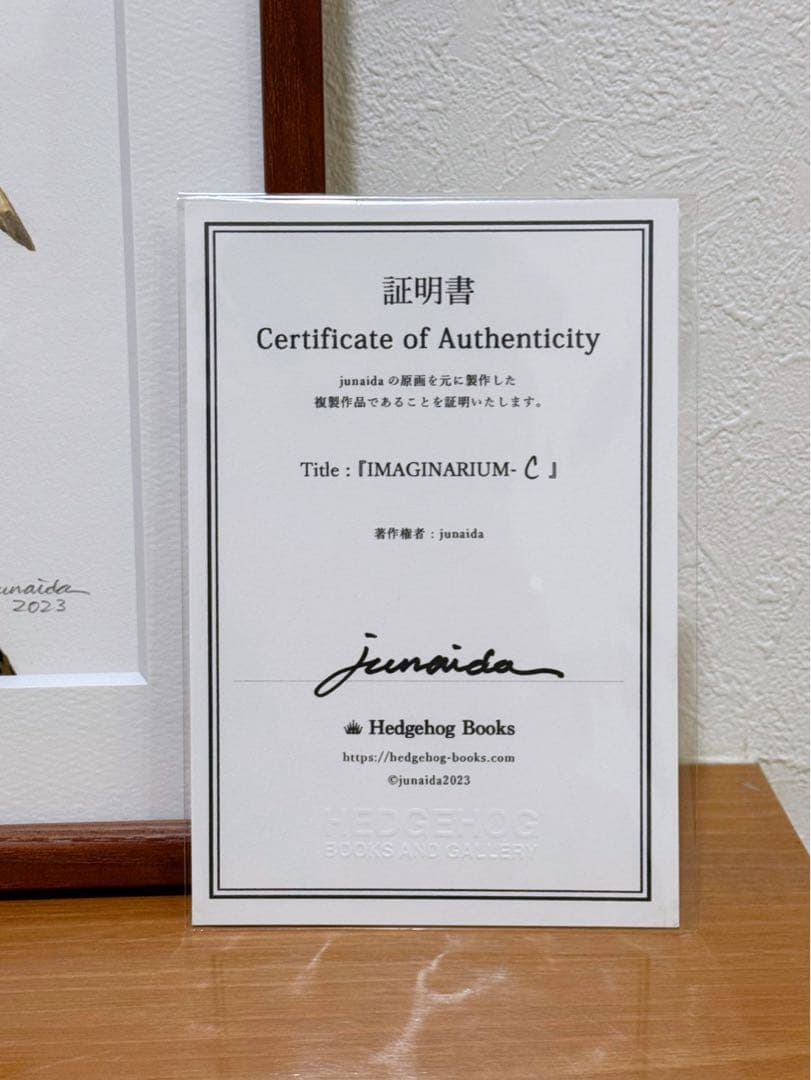 証明書
Certificate of Authenticity
junaida の原画を元に製作した
複製作品であることを証明いたします。
Title : 『IMAGINARIUM- C 』
著作権者 : junaida
junaida
Hedgehog Books
https://hedgehog-books.com
©junaida2023
HEDGEHOG
BOOKS AND GALLERY
unaida
2023